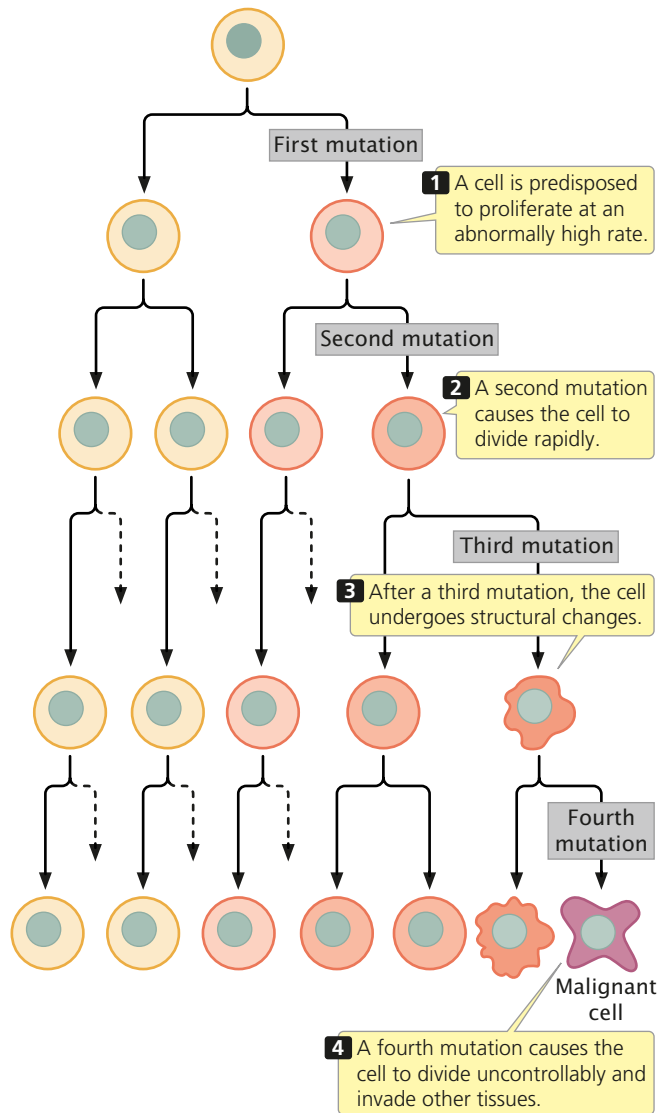 First mutation
1 A cell is predisposed
to proliferate at an
abnormally high rate.
Second mutation
2 A second mutation
causes the cell to
divide rapidly.
Third mutation
3 After a third mutation, the cell
undergoes structural changes.
Fourth
mutation
Malignant
cell
4 A fourth mutation causes the
cell to divide uncontrollably and
invade other tissues.